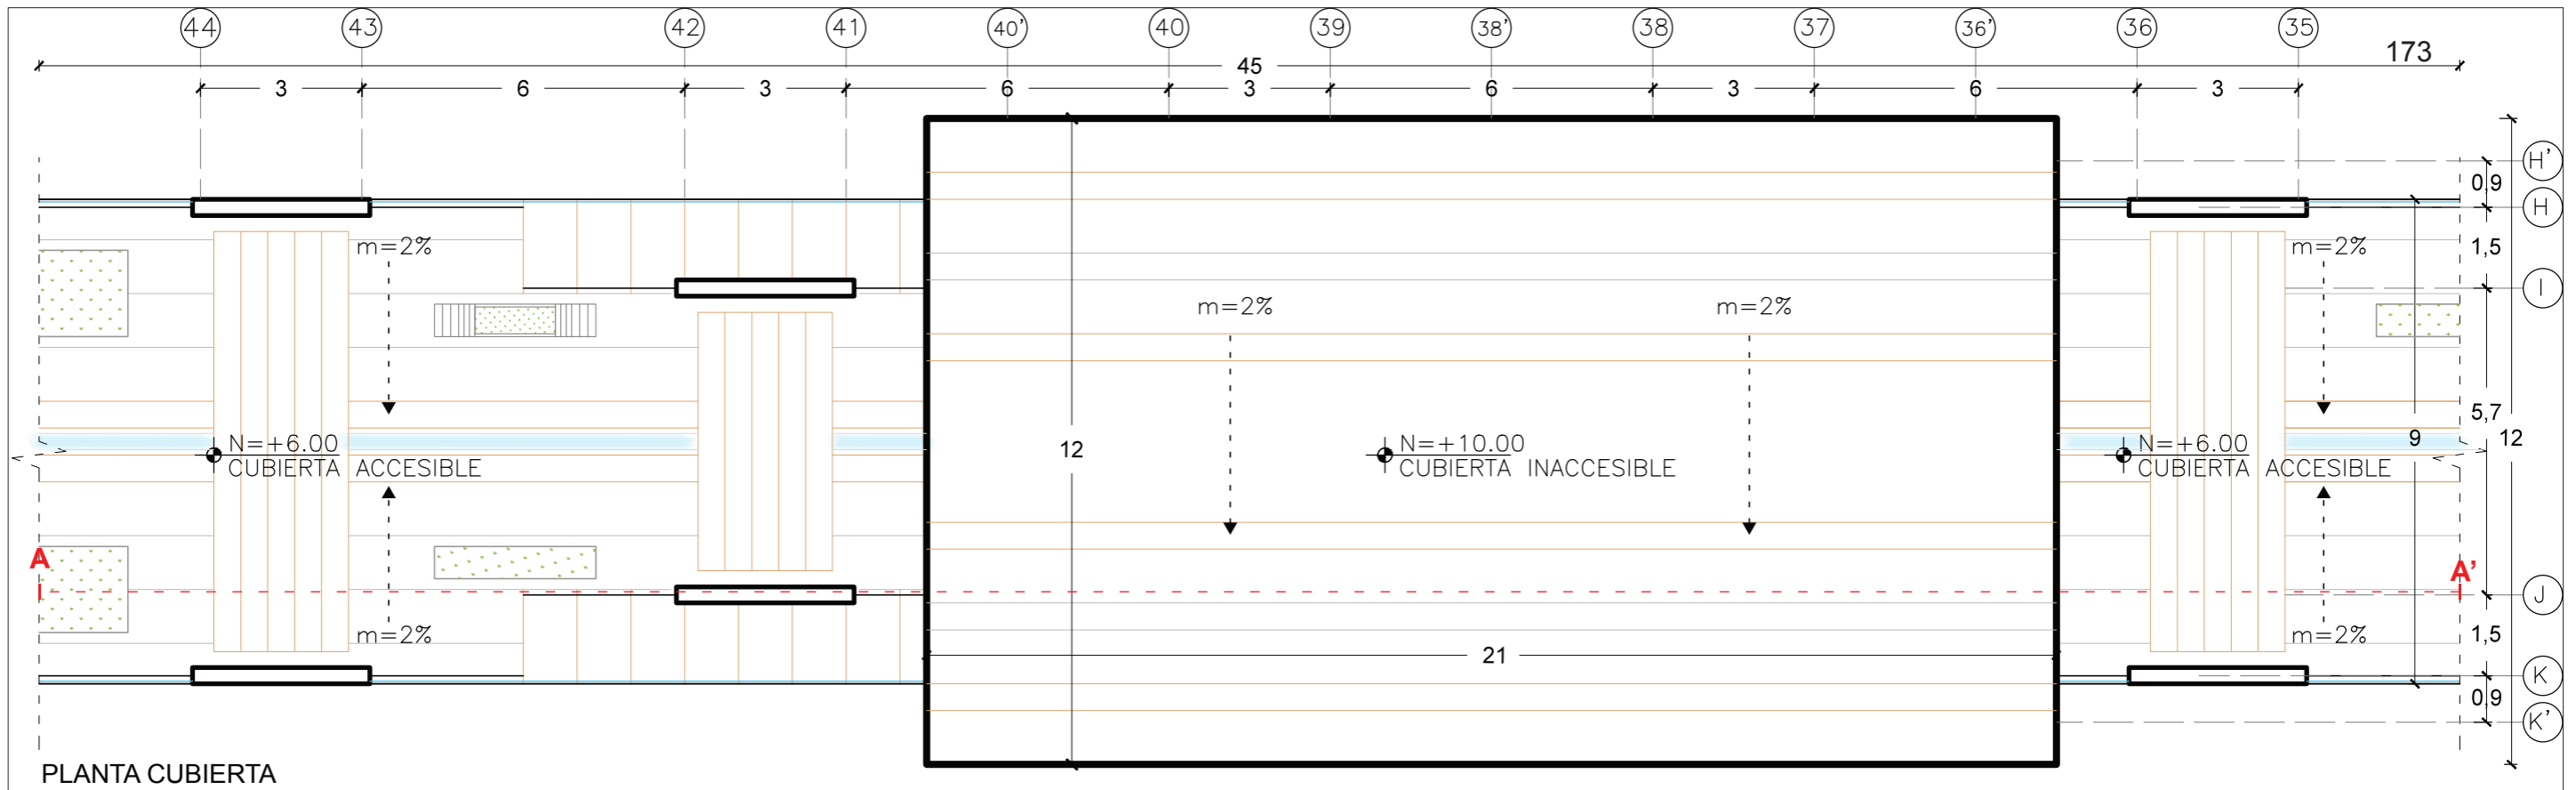 44 43 42 41 40' 40 39 38' 38 37 36' 36 35
173
45
3 6 3 6 3 6 3 6 3
H'
0,9
H
m=2% m=2%
1,5
I
m=2% m=2%
5,7
N=+6.00 N=+10.00 N=+6.00
12 9 12
CUBIERTA ACCESIBLE CUBIERTA INACCESIBLE CUBIERTA ACCESIBLE
A A'
J
m=2% m=2%
1,5
21
K
0,9
K'
PLANTA CUBIERTA